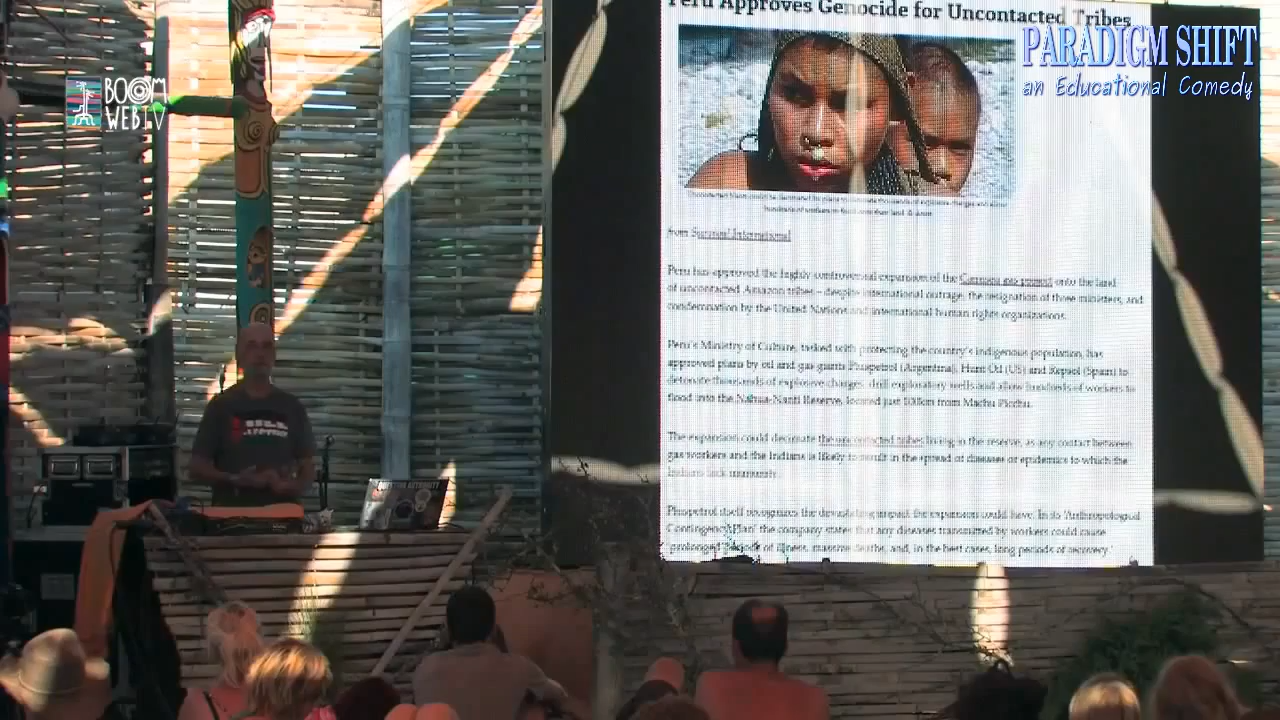 Peru Approves Genocide for Uncontacted Tribes
PARADIGM SHIFT
an Educational Comedy
BOOM
WEBTV
from Survival International
Peru has approved the highly controversial expansion of the Camisea gas project onto the land
of uncontacted Amazon tribes – despite international outrage, the resignation of three ministers, and
condemnation by the United Nations and international human rights organizations.
Peru's Ministry of Culture, tasked with protecting the country's indigenous population, has
approved plans by oil and gas giants Pluspetrol (Argentina), Hunt Oil (US) and Repsol (Spain) to
detonate thousands of explosive charges, drill exploratory wells and allow hundreds of workers to
flood into the Nahua-Nanti Reserve, located just 100km from Machu Picchu.
The expansion could decimate the uncontacted tribes living in the reserve, as any contact between
gas workers and the Indians is likely to result in the spread of diseases or epidemics to which the
Indians lack immunity.
Pluspetrol itself recognizes the devastating impact the expansion could have. In its 'Anthropological
Contingency Plan' the company states that any diseases transmitted by workers could cause
'prolonged periods of illness, massive deaths, and, in the best cases, long periods of recovery.'